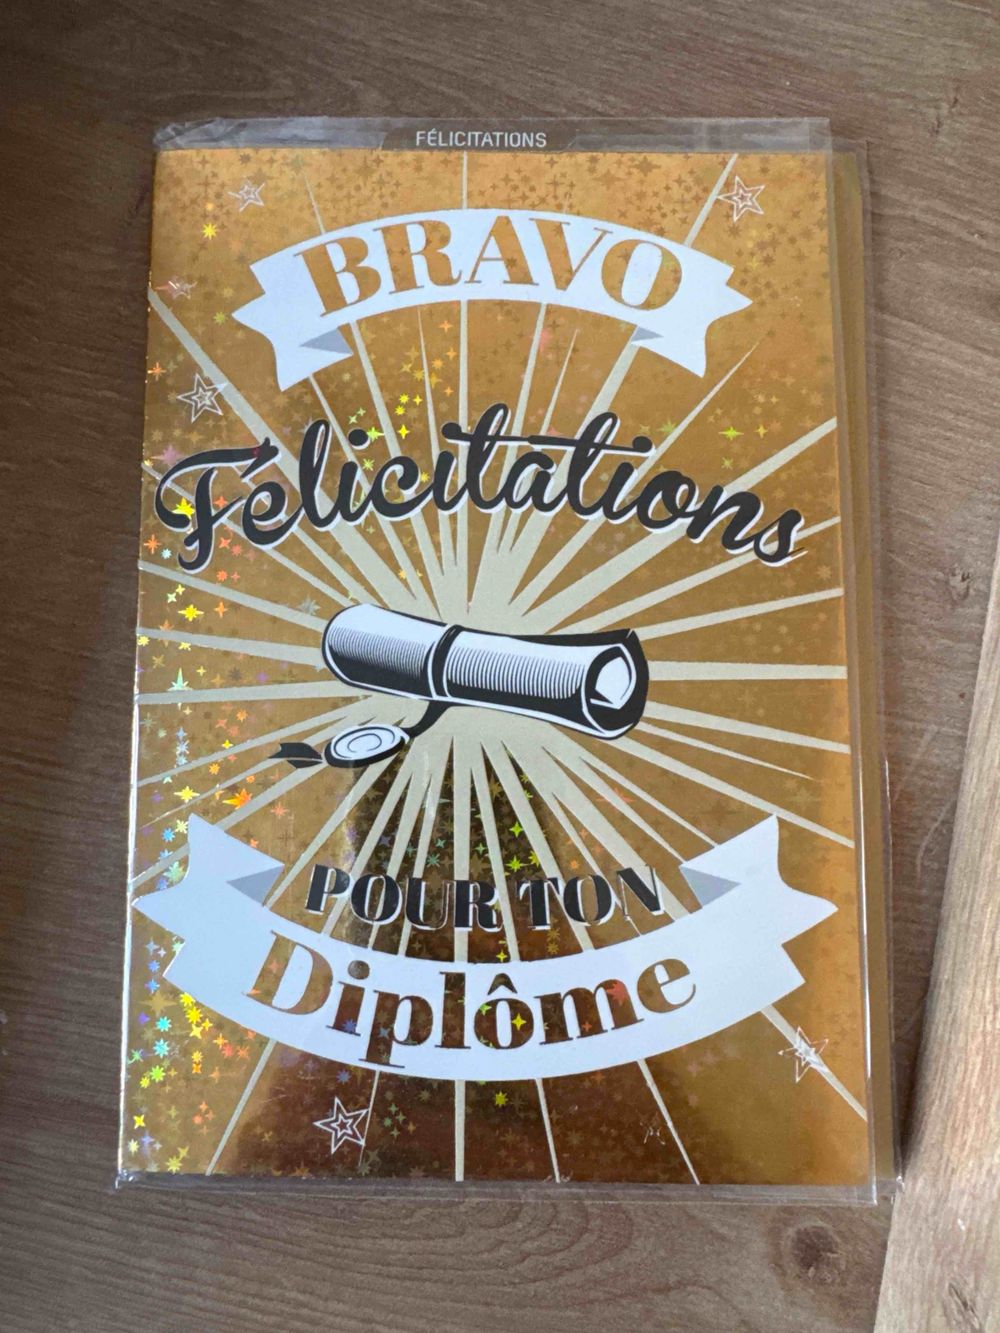 FÉLICITATIONS
BRAVO
Félicitations
POUR TON
Diplôme